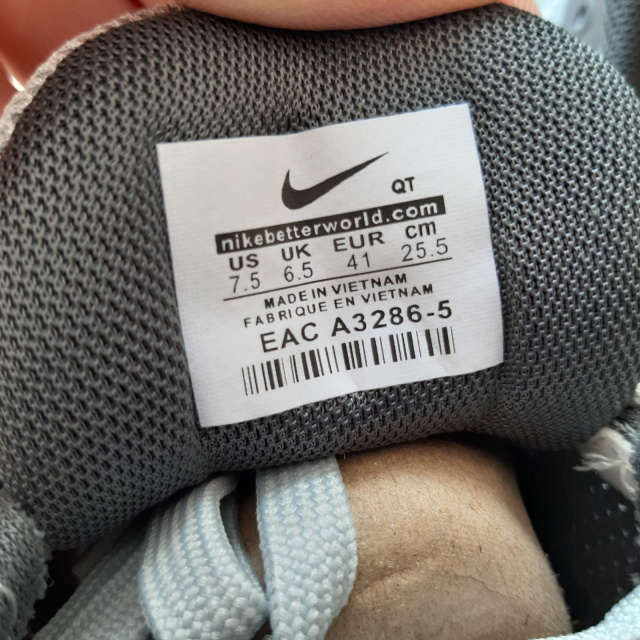 QT
nikebetterworld.com
US UK EUR cm
7.5 6.5 41 25.5
MADE IN VIETNAM
FABRIQUE EN VIETNAM
EAC A3286-5